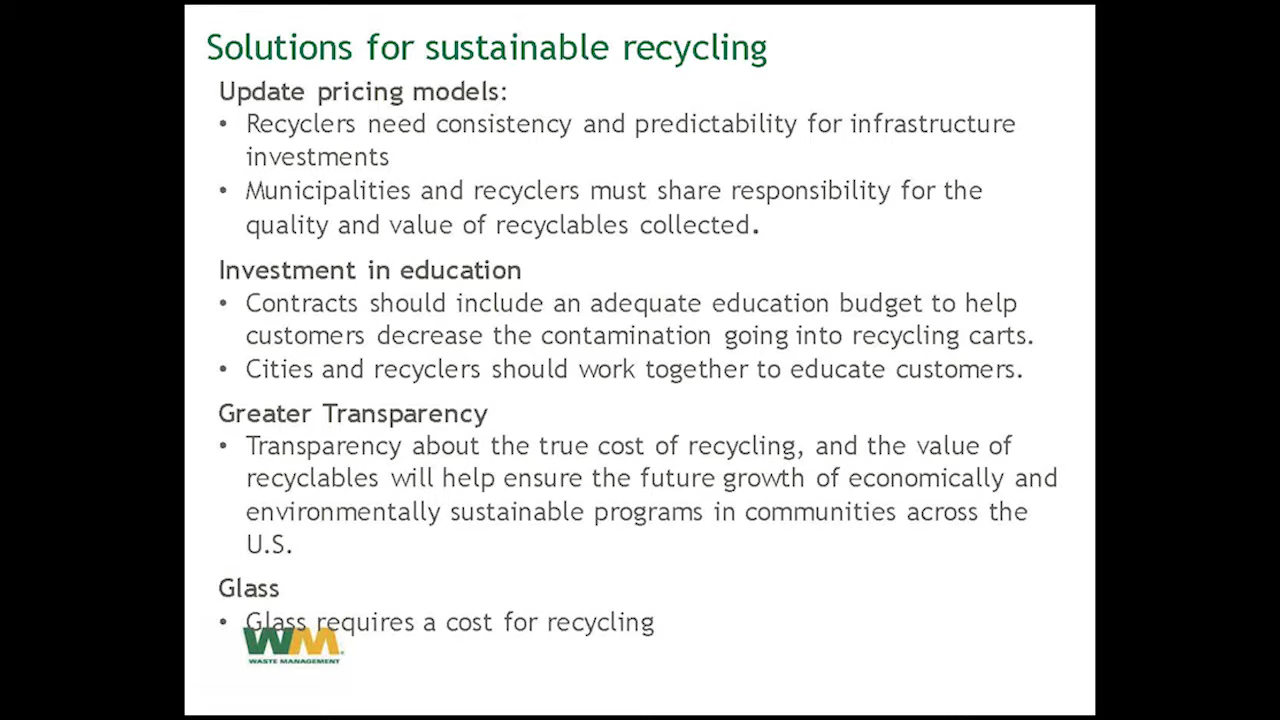 Solutions for sustainable recycling
Update pricing models:
• Recyclers need consistency and predictability for infrastructure
investments
• Municipalities and recyclers must share responsibility for the
quality and value of recyclables collected.
Investment in education
• Contracts should include an adequate education budget to help
customers decrease the contamination going into recycling carts.
• Cities and recyclers should work together to educate customers.
Greater Transparency
• Transparency about the true cost of recycling, and the value of
recyclables will help ensure the future growth of economically and
environmentally sustainable programs in communities across the
U.S.
Glass
• Glass requires a cost for recycling
WM
WASTE MANAGEMENT